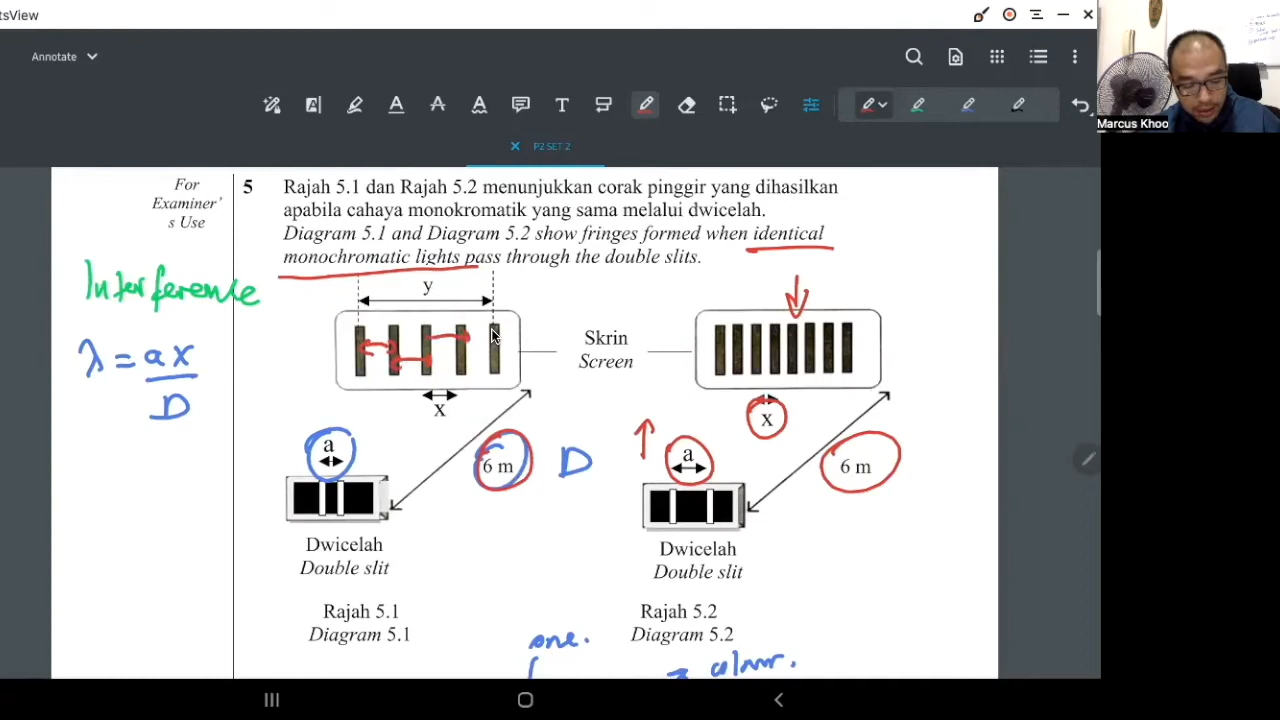 tsView
Annotate
Marcus Khoo
P2 SET 2
For
Examiner'
s Use
5 Rajah 5.1 dan Rajah 5.2 menunjukkan corak pinggir yang dihasilkan
apabila cahaya monokromatik yang sama melalui dwicelah.
Diagram 5.1 and Diagram 5.2 show fringes formed when identical
monochromatic lights pass through the double slits.
Interference
λ = ax
D
y
Skrin
Screen
x
x
a
6 m
D
a
6 m
Dwicelah
Double slit
Dwicelah
Double slit
Rajah 5.1
Diagram 5.1
Rajah 5.2
Diagram 5.2
one.
colour.